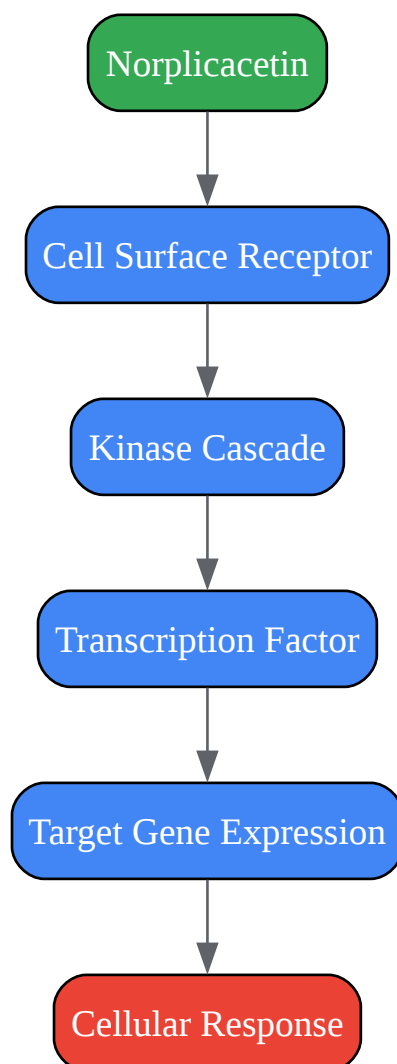 Norplicacetin
Cell Surface Receptor
Kinase Cascade
Transcription Factor
Target Gene Expression
Cellular Response